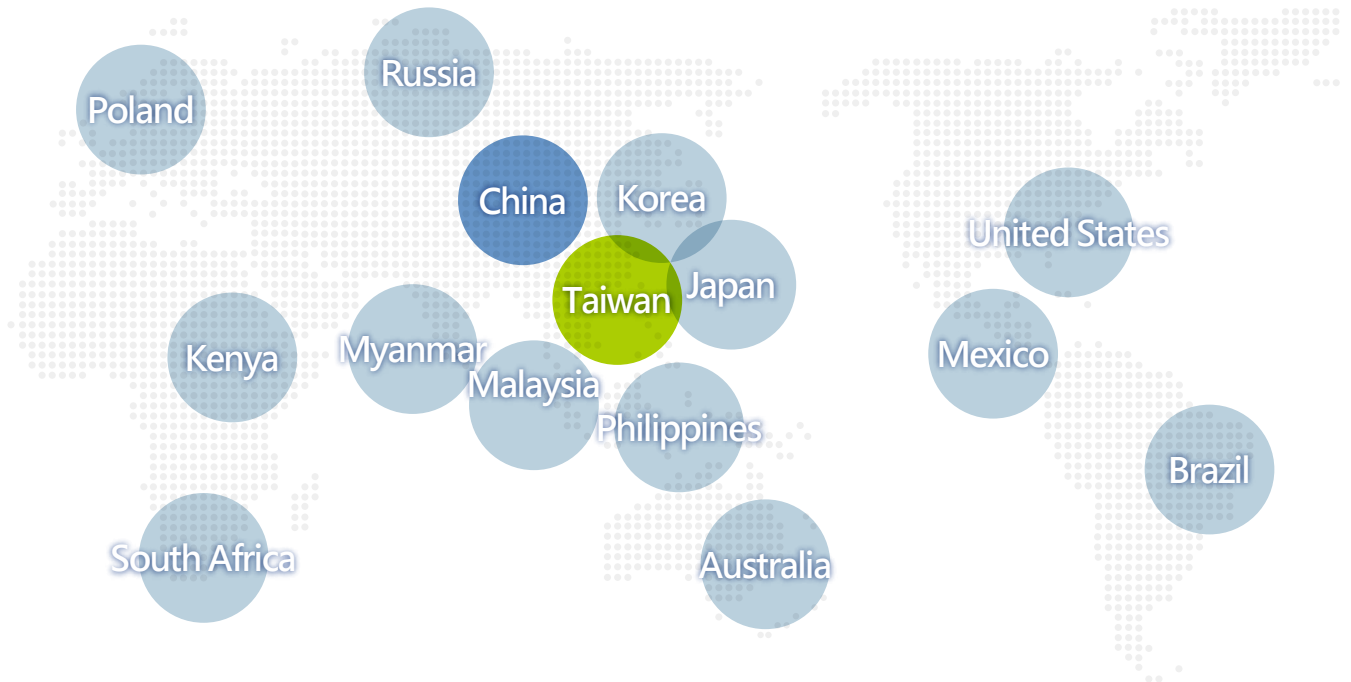 Russia
Poland
China
Korea
United States
Japan
Taiwan
Myanmar
Mexico
Kenya
Malaysia
Philippines
Brazil
South Africa
Australia